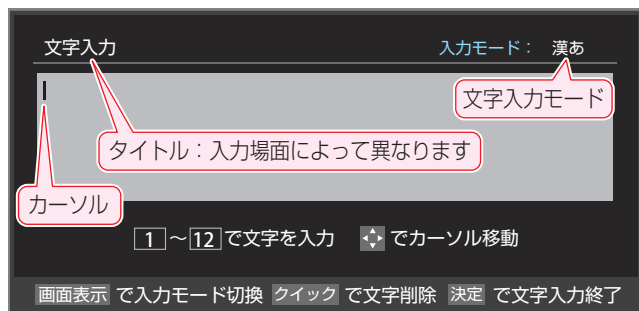 文字入力
入力モード： 漢あ
文字入力モード
タイトル：入力場面によって異なります
カーソル
1～12で文字を入力 でカーソル移動
画面表示 で入力モード切換 クイック で文字削除 決定 で文字入力終了